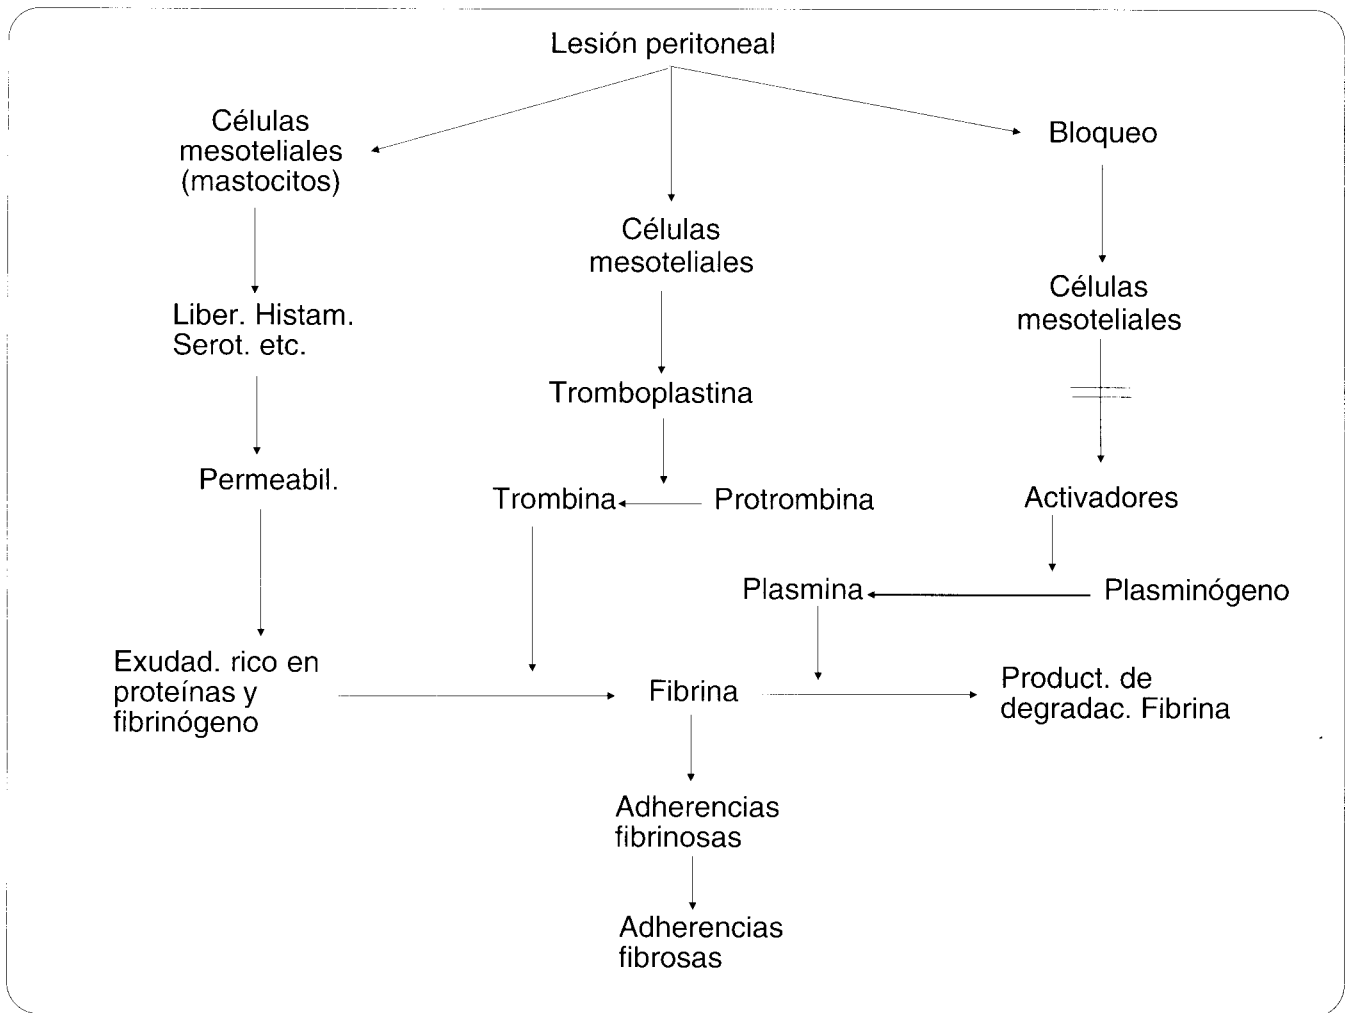 Lesión peritoneal
Células
mesoteliales
(mastocitos)
Bloqueo
Células
mesoteliales
Células
mesoteliales
Liber. Histam.
Serot. etc.
Tromboplastina
Permeabil.
Trombina
Protrombina
Activadores
Plasmina
Plasminógeno
Exudad. rico en
proteínas y
fibrinógeno
Fibrina
Product. de
degradac. Fibrina
Adherencias
fibrinosas
Adherencias
fibrosas